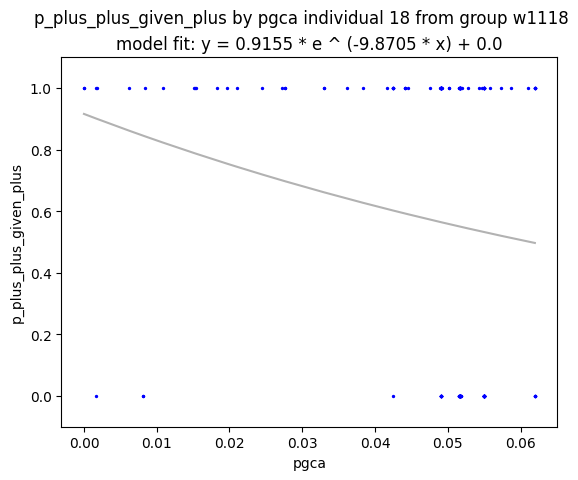 p_plus_plus_given_plus by pgca individual 18 from group w1118
model fit: y = 0.9155 * e ^ (-9.8705 * x) + 0.0
1.0
0.8
0.6
0.4
0.2
0.0
p_plus_plus_given_plus
0.00 0.01 0.02 0.03 0.04 0.05 0.06
pgca